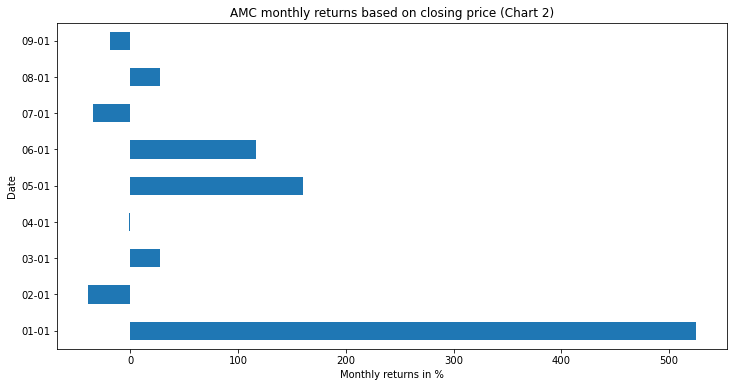 AMC monthly returns based on closing price (Chart 2)
09-01
08-01
07-01
06-01
05-01
04-01
03-01
02-01
01-01
Date
0 100 200 300 400 500
Monthly returns in %